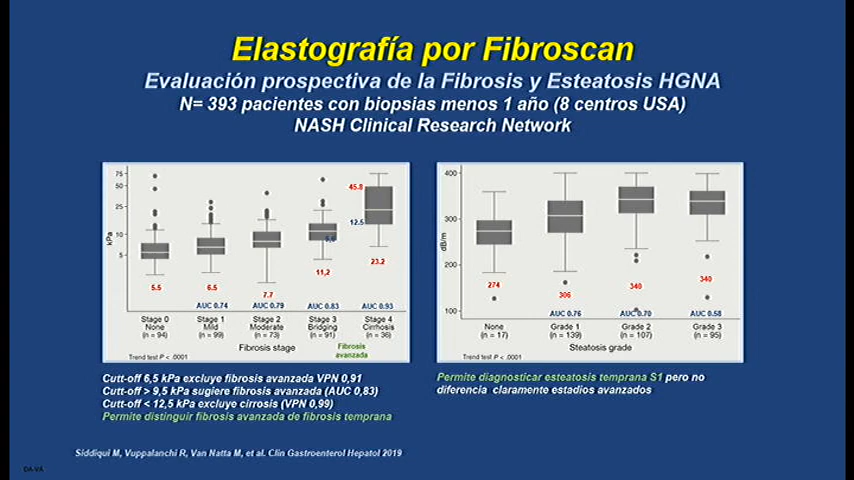 Elastografía por Fibroscan
Evaluación prospectiva de la Fibrosis y Esteatosis HGNA
N= 393 pacientes con biopsias menos 1 año (8 centros USA)
NASH Clinical Research Network
75
50
25
10
5
kPa
45.8
12.5
9,5
5.5
6.5
7.7
11,2
23.2
AUC 0.74
AUC 0.79
AUC 0.83
AUC 0.93
Stage 0 Stage 1 Stage 2 Stage 3 Stage 4
None Mild Moderate Bridging Cirrhosis
(n = 94) (n = 99) (n = 73) (n = 91) (n = 36)
Fibrosis stage
Fibrosis
avanzada
Trend test P < .0001
400
300
200
100
dB/m
274
306
340
340
AUC 0.76
AUC 0.70
AUC 0.58
None Grade 1 Grade 2 Grade 3
(n = 17) (n = 139) (n = 107) (n = 95)
Steatosis grade
Trend test P < .0001
Cutt-off 6,5 kPa excluye fibrosis avanzada VPN 0,91
Cutt-off > 9,5 kPa sugiere fibrosis avanzada (AUC 0,83)
Cutt-off < 12,5 kPa excluye cirrosis (VPN 0,99)
Permite distinguir fibrosis avanzada de fibrosis temprana
Permite diagnosticar esteatosis temprana S1 pero no
diferencia claramente estadios avanzados
Siddiqui M, Vuppalanchi R, Van Natta M, et al. Clin Gastroenterol Hepatol 2019